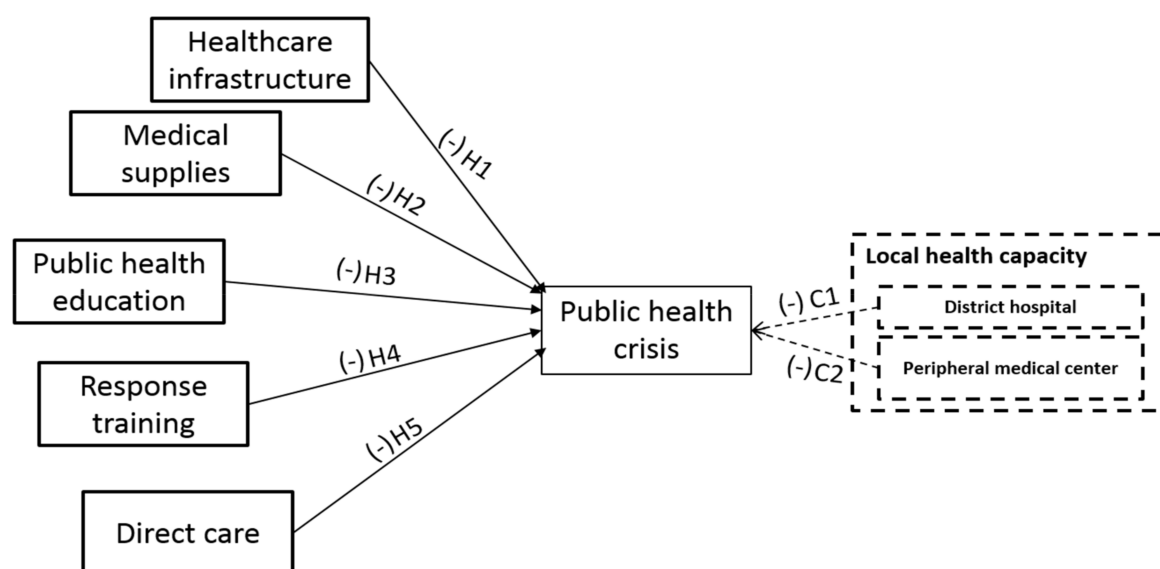 Healthcare
infrastructure
Medical
supplies
Public health
education
Response
training
Direct care
(-)H1
(-)H2
(-)H3
(-)H4
(-)H5
Public health
crisis
(-) C1
(-)C2
Local health capacity
District hospital
Peripheral medical center